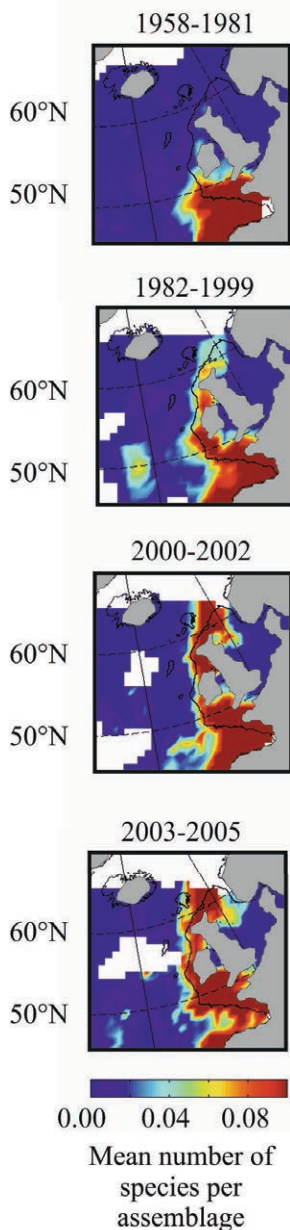 1958-1981
60°N
50°N
1982-1999
60°N
50°N
2000-2002
60°N
50°N
2003-2005
60°N
50°N
0.00 0.04 0.08
Mean number of
species per
assemblage